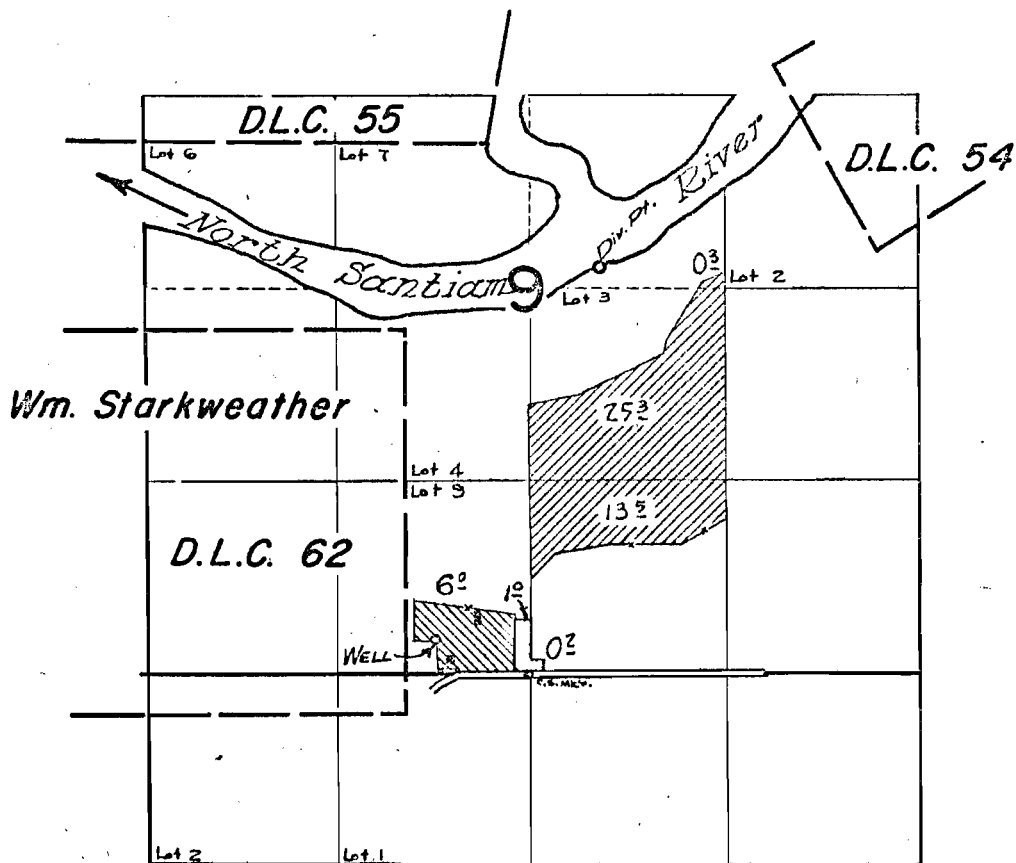 D.L.C. 55
Lot 6
Lot 7
D.L.C. 54
River
Div. Pt.
North Santiam
9
Lot 3
0 3
Lot 2
Wm. Starkweather
25 3
Lot 4
Lot 9
13 5
D.L.C. 62
6 0
1 0
0 2
WELL
Lot 2
Lot 1